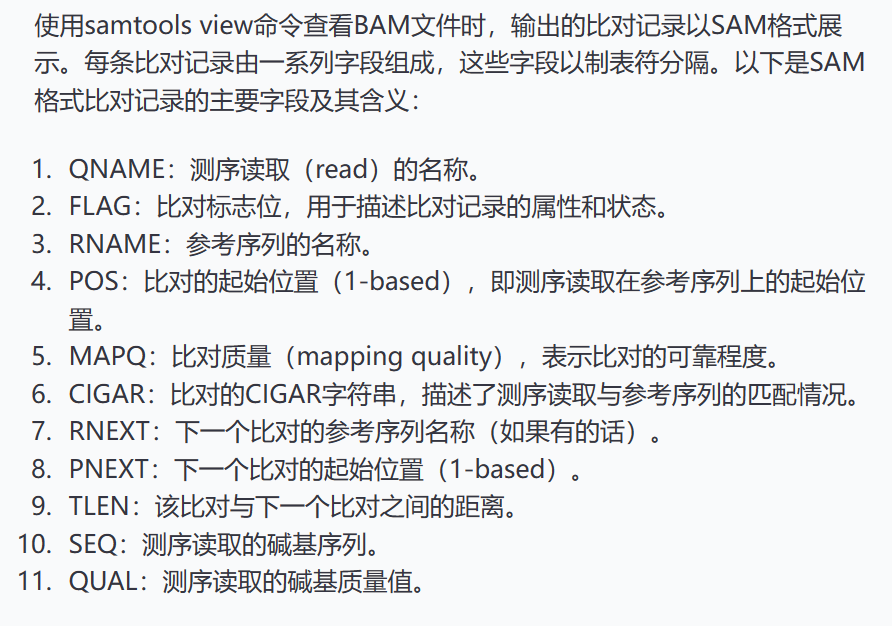 使用samtools view命令查看BAM文件时，输出的比对记录以SAM格式展
示。每条比对记录由一系列字段组成，这些字段以制表符分隔。以下是SAM
格式比对记录的主要字段及其含义：
1. QNAME：测序读取（read）的名称。
2. FLAG：比对标志位，用于描述比对记录的属性和状态。
3. RNAME：参考序列的名称。
4. POS：比对的起始位置（1-based），即测序读取在参考序列上的起始位
置。
5. MAPQ：比对质量（mapping quality），表示比对的可靠程度。
6. CIGAR：比对的CIGAR字符串，描述了测序读取与参考序列的匹配情况。
7. RNEXT：下一个比对的参考序列名称（如果有的话）。
8. PNEXT：下一个比对的起始位置（1-based）。
9. TLEN：该比对与下一个比对之间的距离。
10. SEQ：测序读取的碱基序列。
11. QUAL：测序读取的碱基质量值。